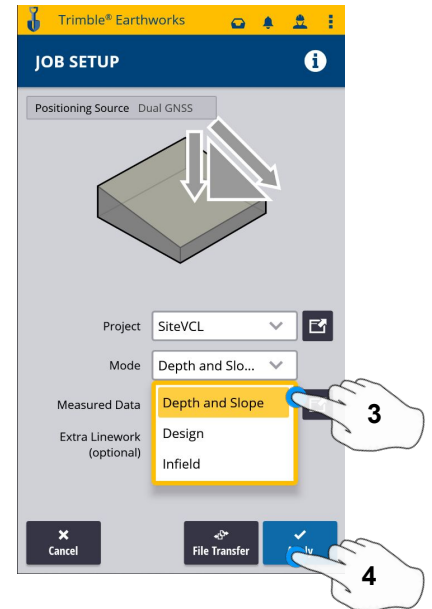 Trimble® Earthworks
JOB SETUP
Positioning Source Dual GNSS
Project SiteVCL
Mode Depth and Slo...
Measured Data
Depth and Slope
3
Extra Linework
(optional)
Design
Infield
Cancel
File Transfer
4